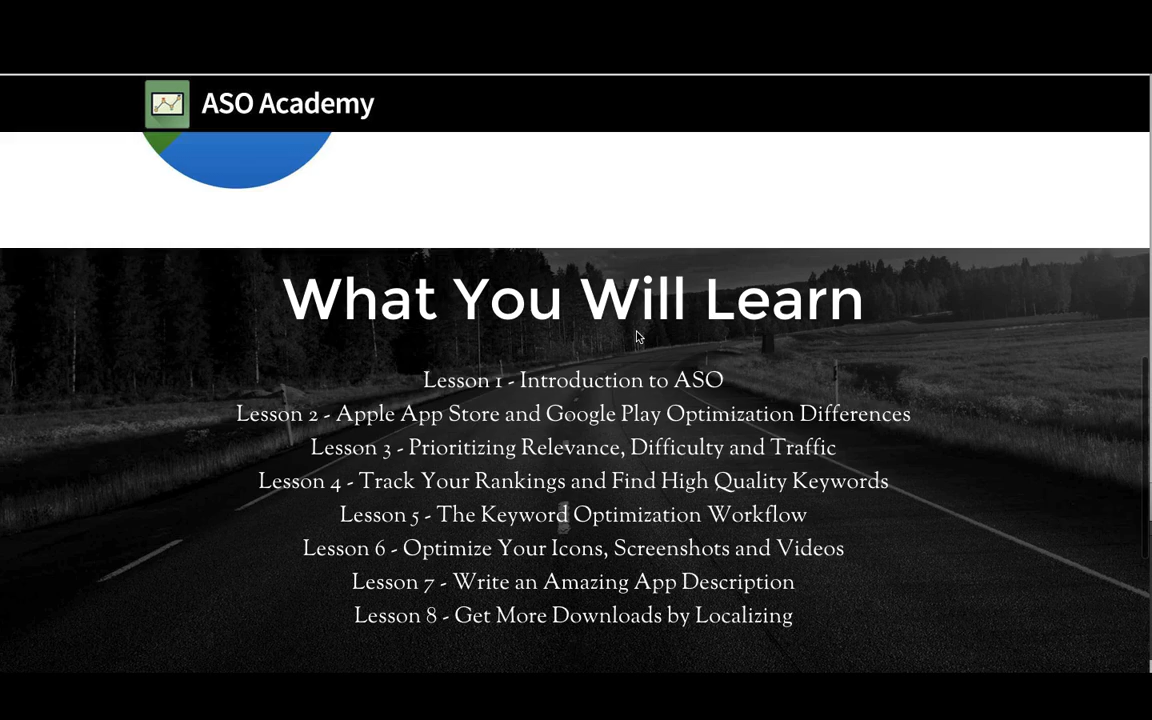 ASO Academy
What You Will Learn
Lesson 1 - Introduction to ASO
Lesson 2 - Apple App Store and Google Play Optimization Differences
Lesson 3 - Prioritizing Relevance, Difficulty and Traffic
Lesson 4 - Track Your Rankings and Find High Quality Keywords
Lesson 5 - The Keyword Optimization Workflow
Lesson 6 - Optimize Your Icons, Screenshots and Videos
Lesson 7 - Write an Amazing App Description
Lesson 8 - Get More Downloads by Localizing